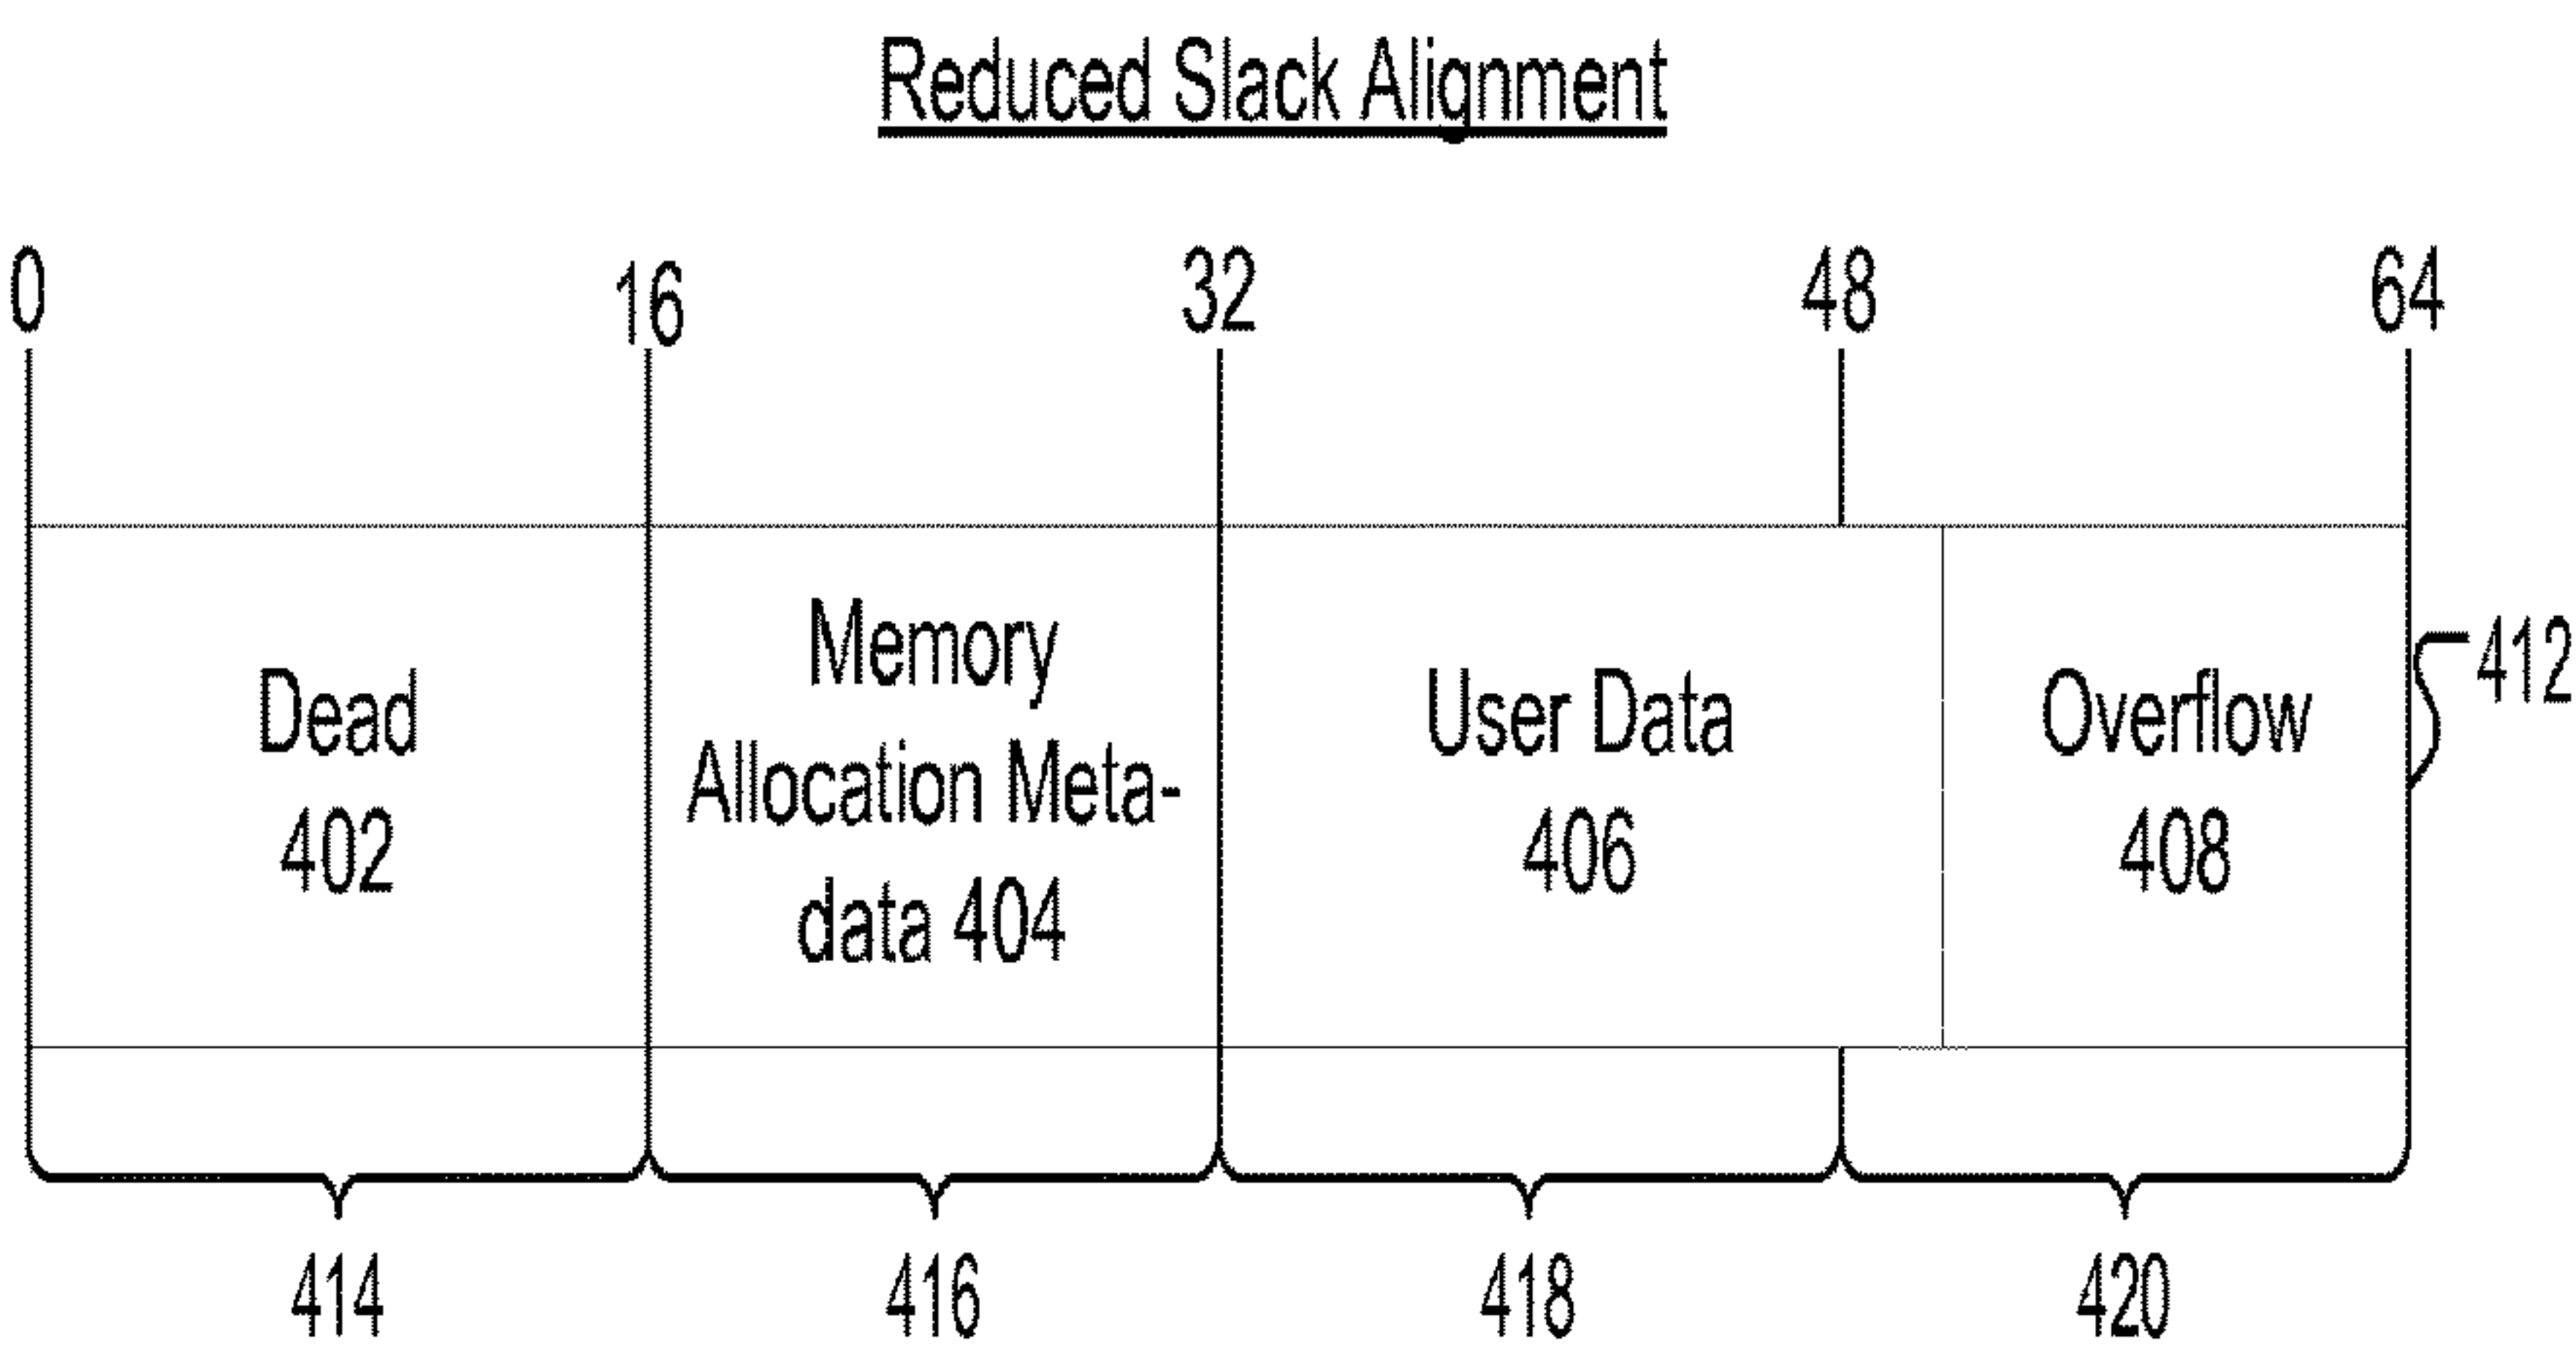 Reduced Slack Alignment
0 16 32 48 64
Dead
402
Memory
Allocation Meta-
data 404
User Data
406
Overflow
408
412
414 416 418 420